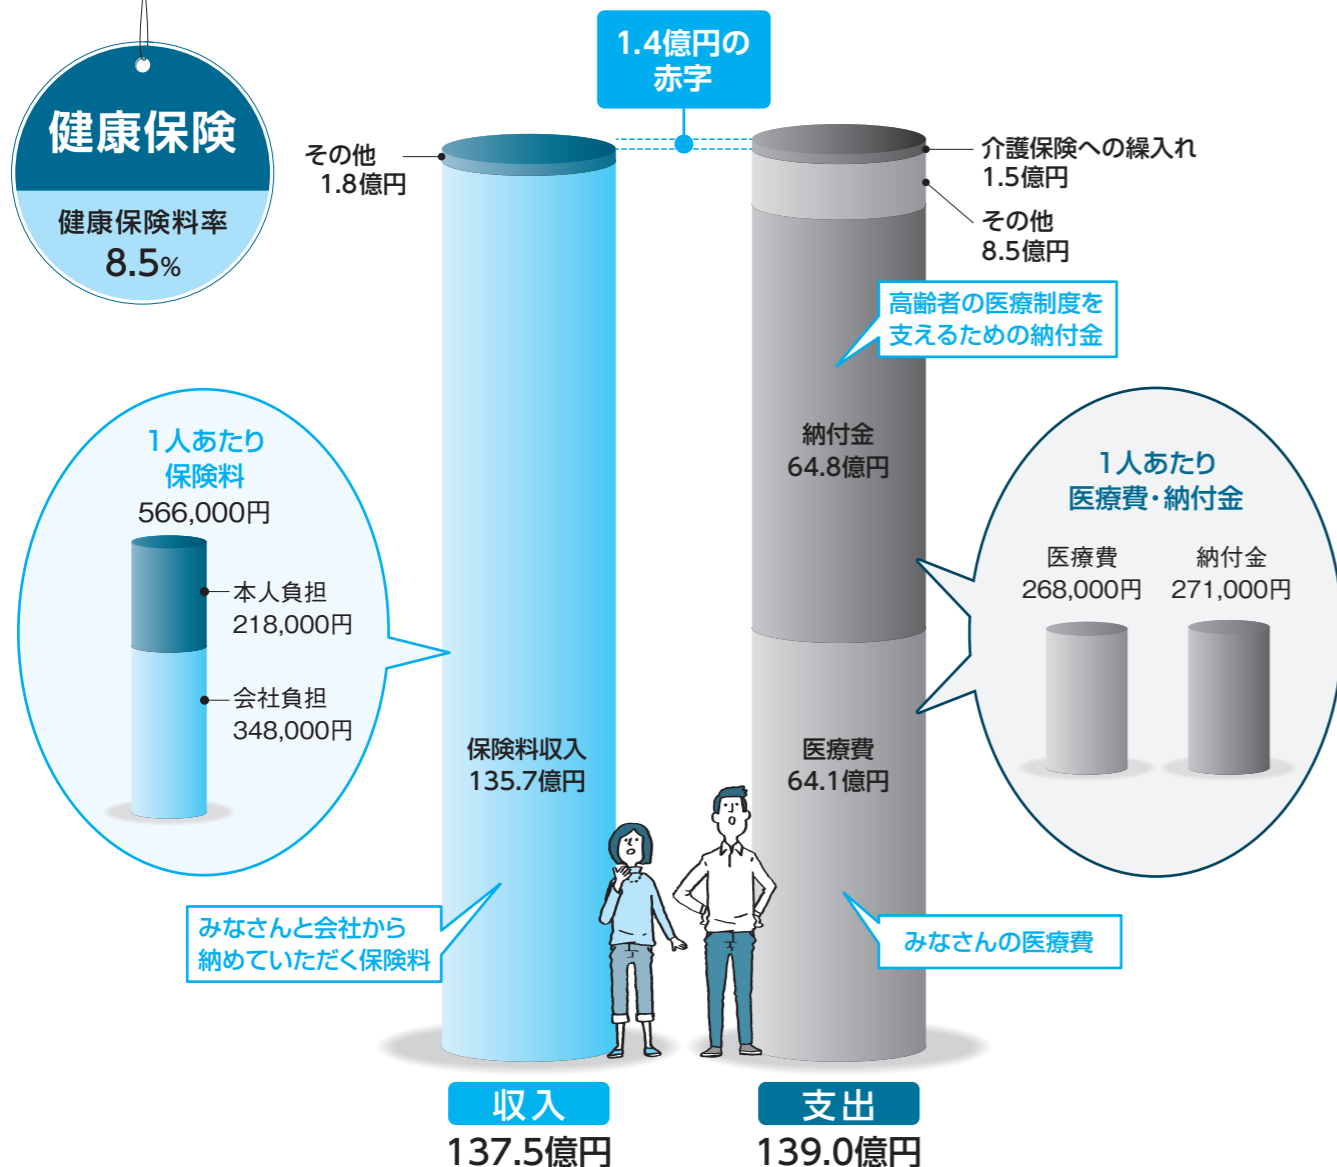 健康保険
健康保険料率
8.5%
1.4億円の
赤字
その他
1.8億円
介護保険への繰入れ
1.5億円
その他
8.5億円
高齢者の医療制度を
支えるための納付金
1人あたり
保険料
566,000円
本人負担
218,000円
会社負担
348,000円
納付金
64.8億円
1人あたり
医療費・納付金
医療費
268,000円
納付金
271,000円
保険料収入
135.7億円
医療費
64.1億円
みなさんと会社から
納めていただく保険料
みなさんの医療費
収入
137.5億円
支出
139.0億円